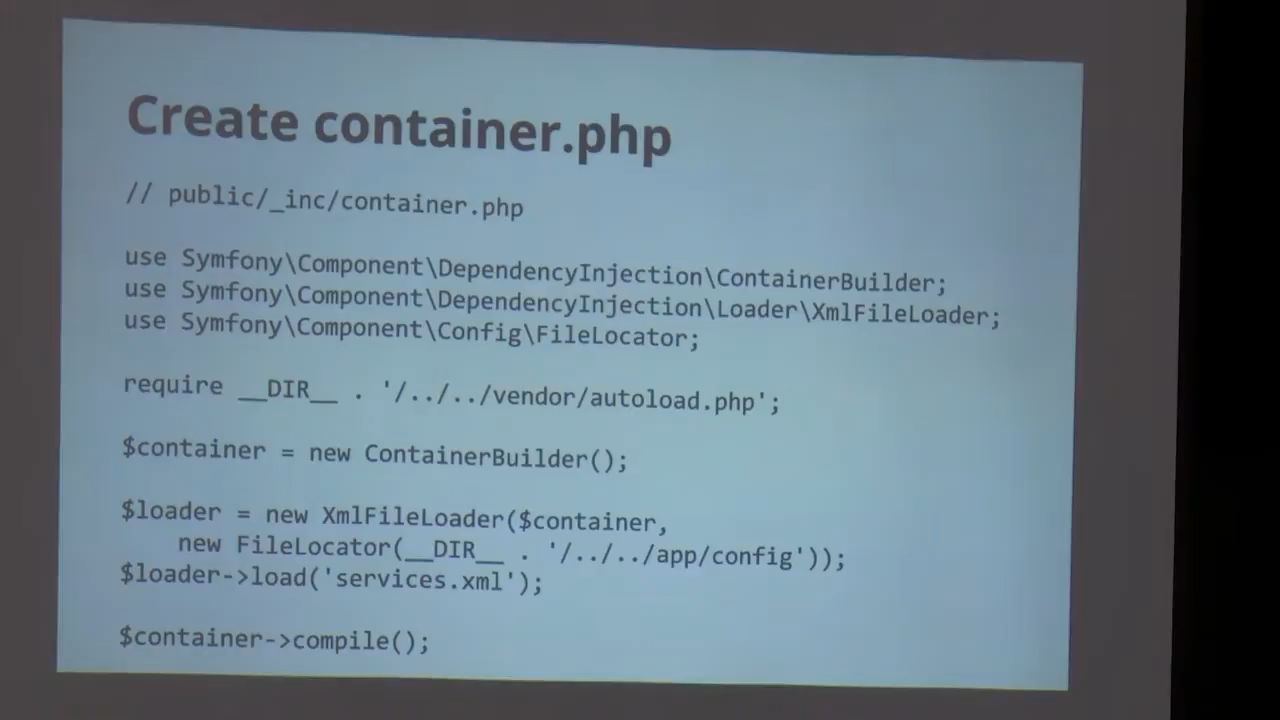 Create container.php
// public/_inc/container.php
use Symfony\Component\DependencyInjection\ContainerBuilder;
use Symfony\Component\DependencyInjection\Loader\XmlFileLoader;
use Symfony\Component\Config\FileLocator;
require __DIR__ . '/../../vendor/autoload.php';
$container = new ContainerBuilder();
$loader = new XmlFileLoader($container,
    new FileLocator(__DIR__ . '/../../app/config'));
$loader->load('services.xml');
$container->compile();